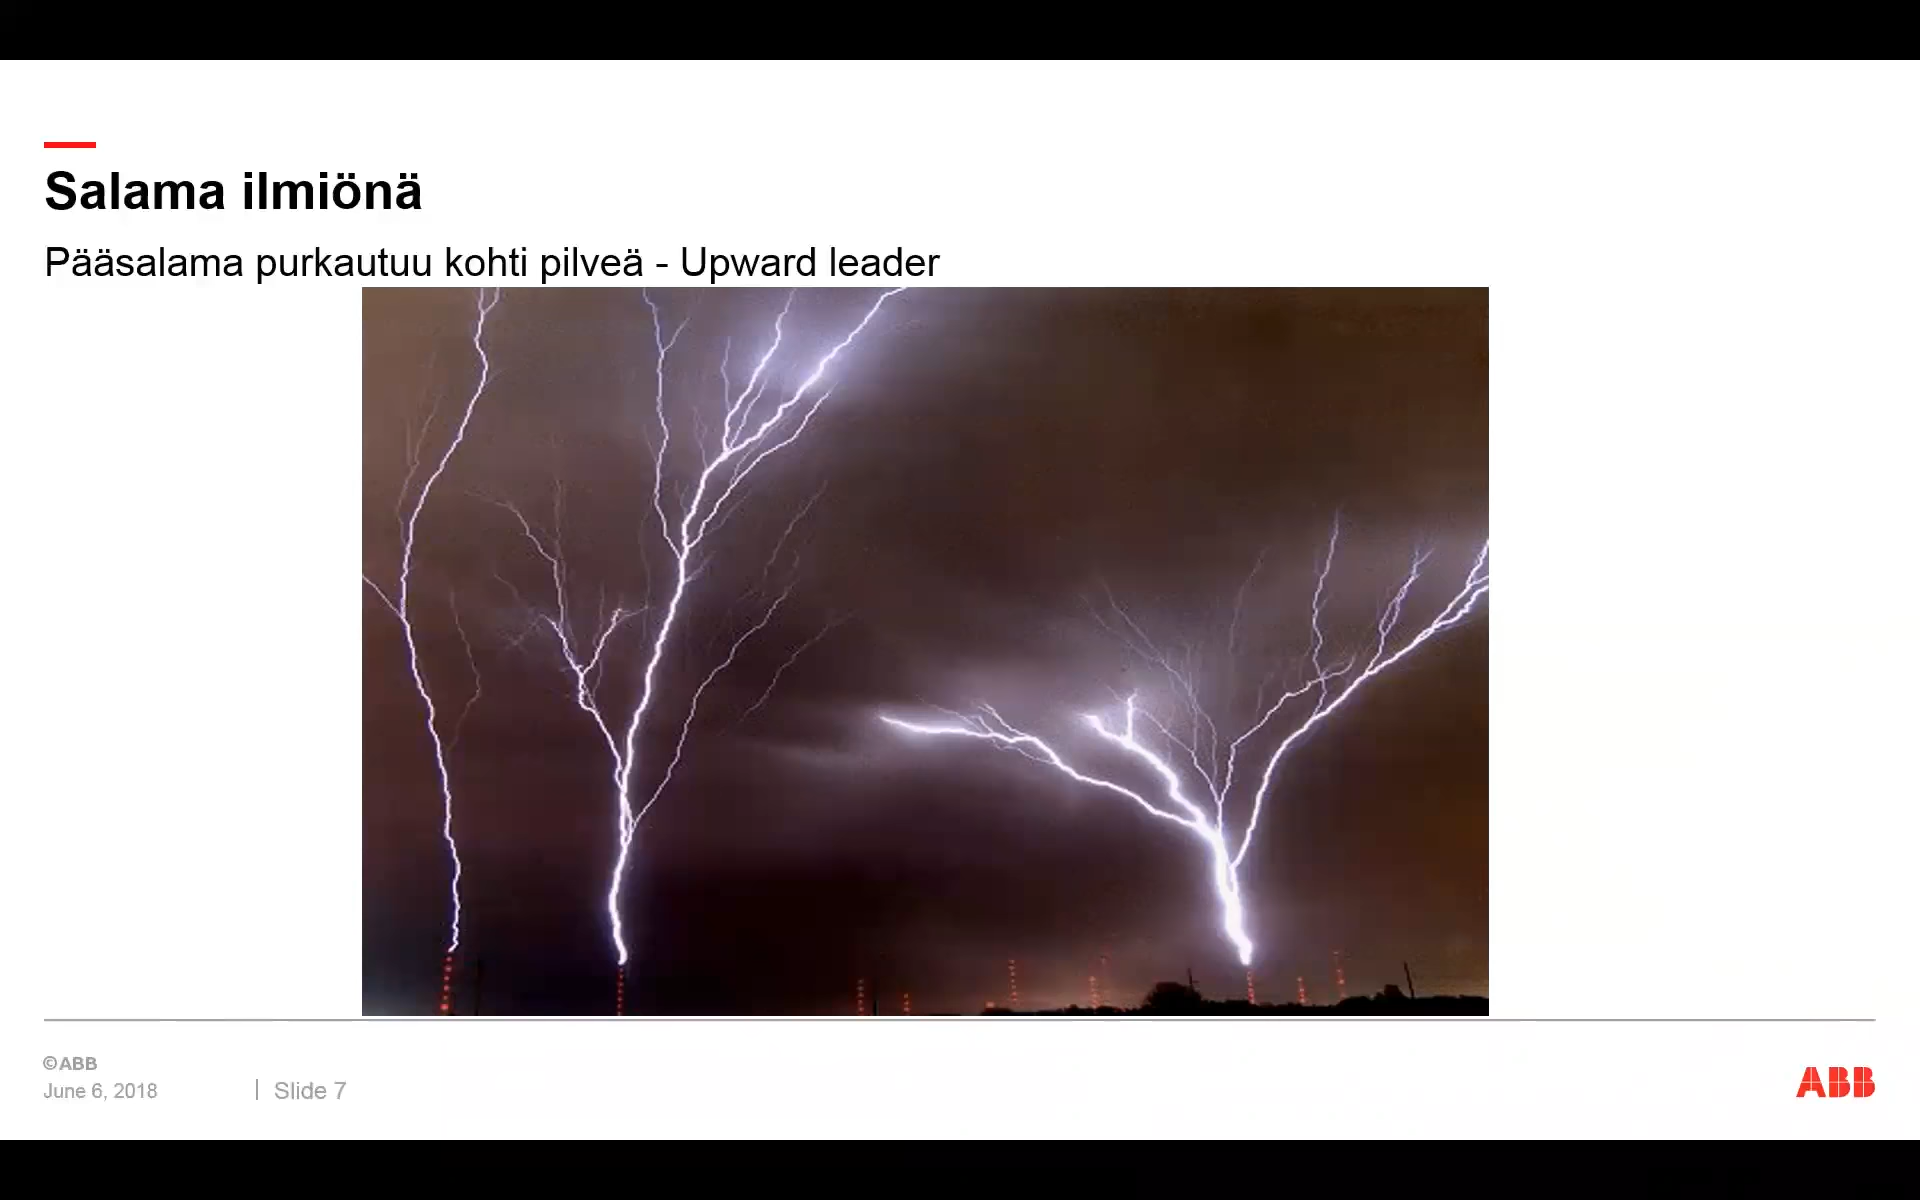 Salama ilmiönä
Pääsalama purkautuu kohti pilveä - Upward leader
©ABB
June 6, 2018
Slide 7
ABB